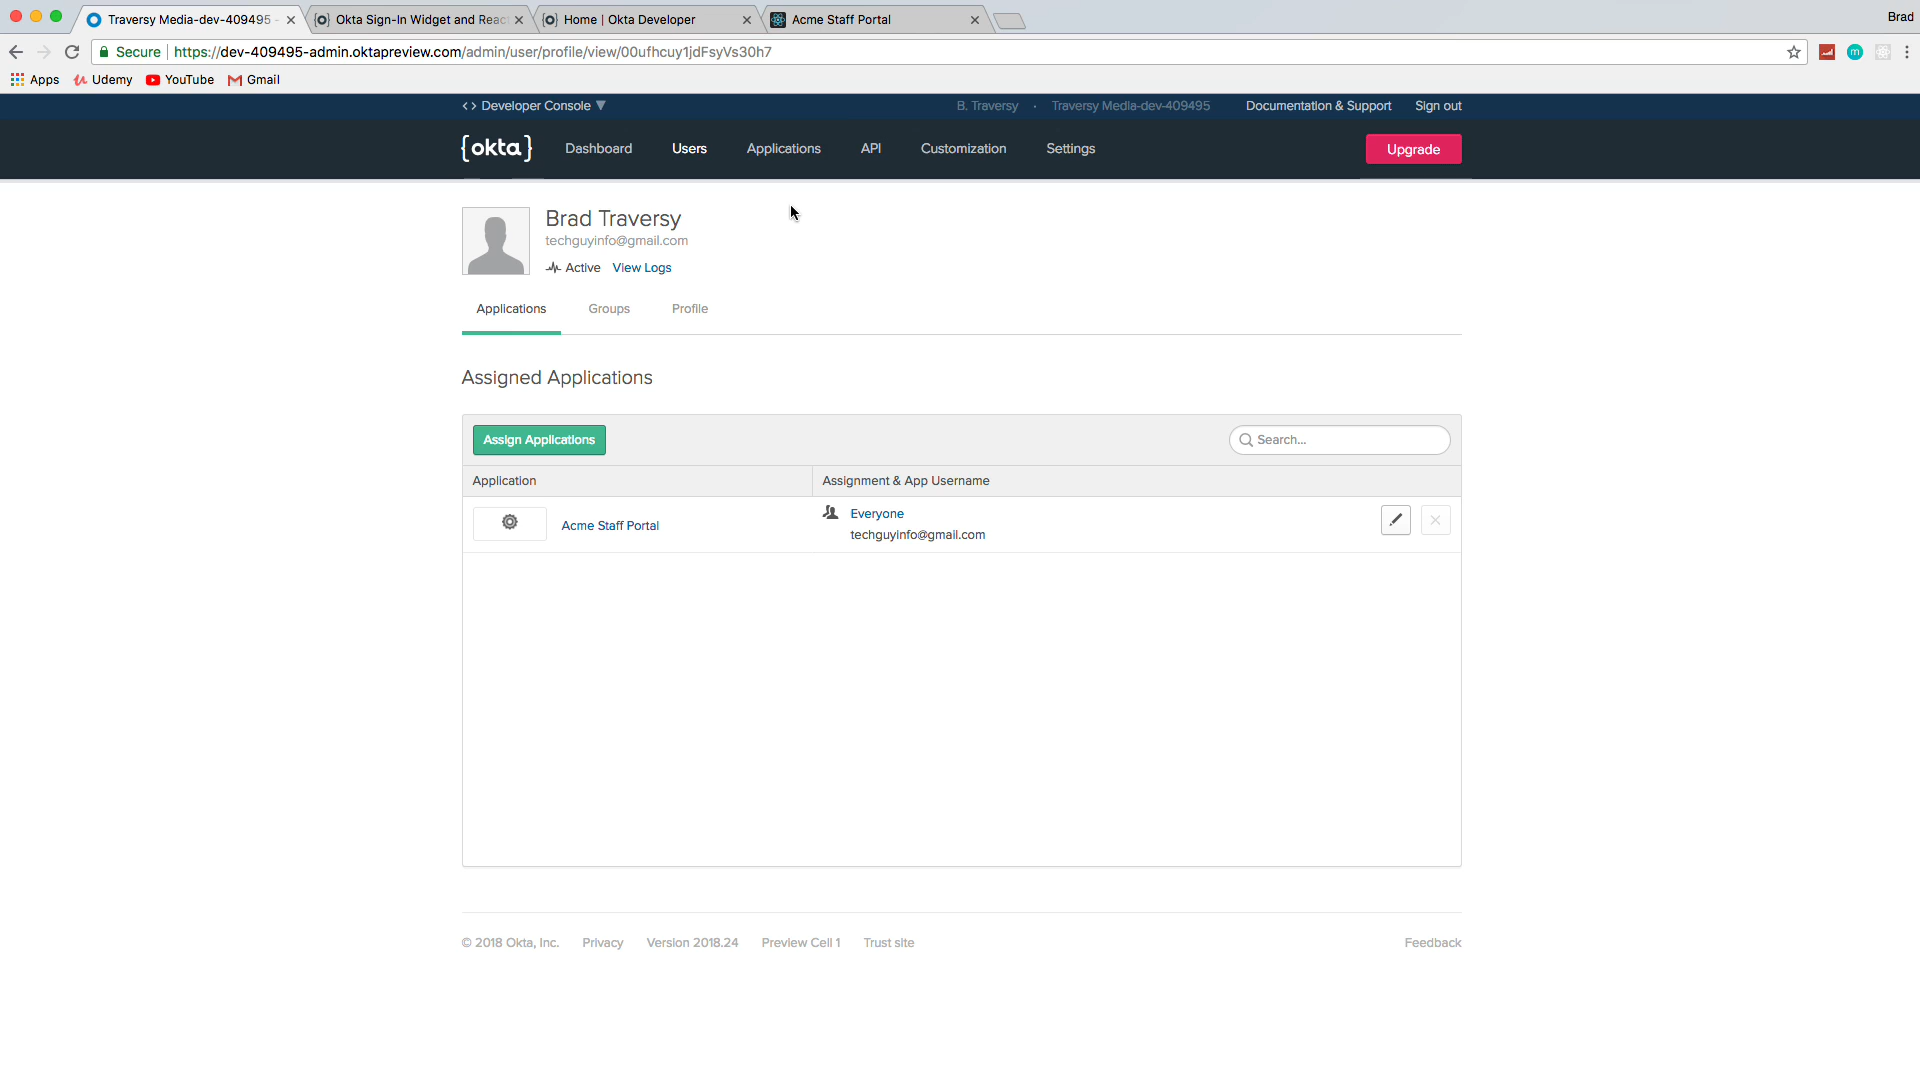 Traversy Media-dev-409495 -
Okta Sign-In Widget and Reac
Home | Okta Developer
Acme Staff Portal
Brad
Secure https://dev-409495-admin.oktapreview.com/admin/user/profile/view/00ufhcuy1jdFsyVs30h7
Apps Udemy YouTube Gmail
<> Developer Console B. Traversy · Traversy Media-dev-409495 Documentation & Support Sign out
{okta} Dashboard Users Applications API Customization Settings Upgrade
Brad Traversy
techguyinfo@gmail.com
Active View Logs
Applications Groups Profile
Assigned Applications
Assign Applications Search...
Application Assignment & App Username
Acme Staff Portal
Everyone
techguyinfo@gmail.com
© 2018 Okta, Inc. Privacy Version 2018.24 Preview Cell 1 Trust site Feedback